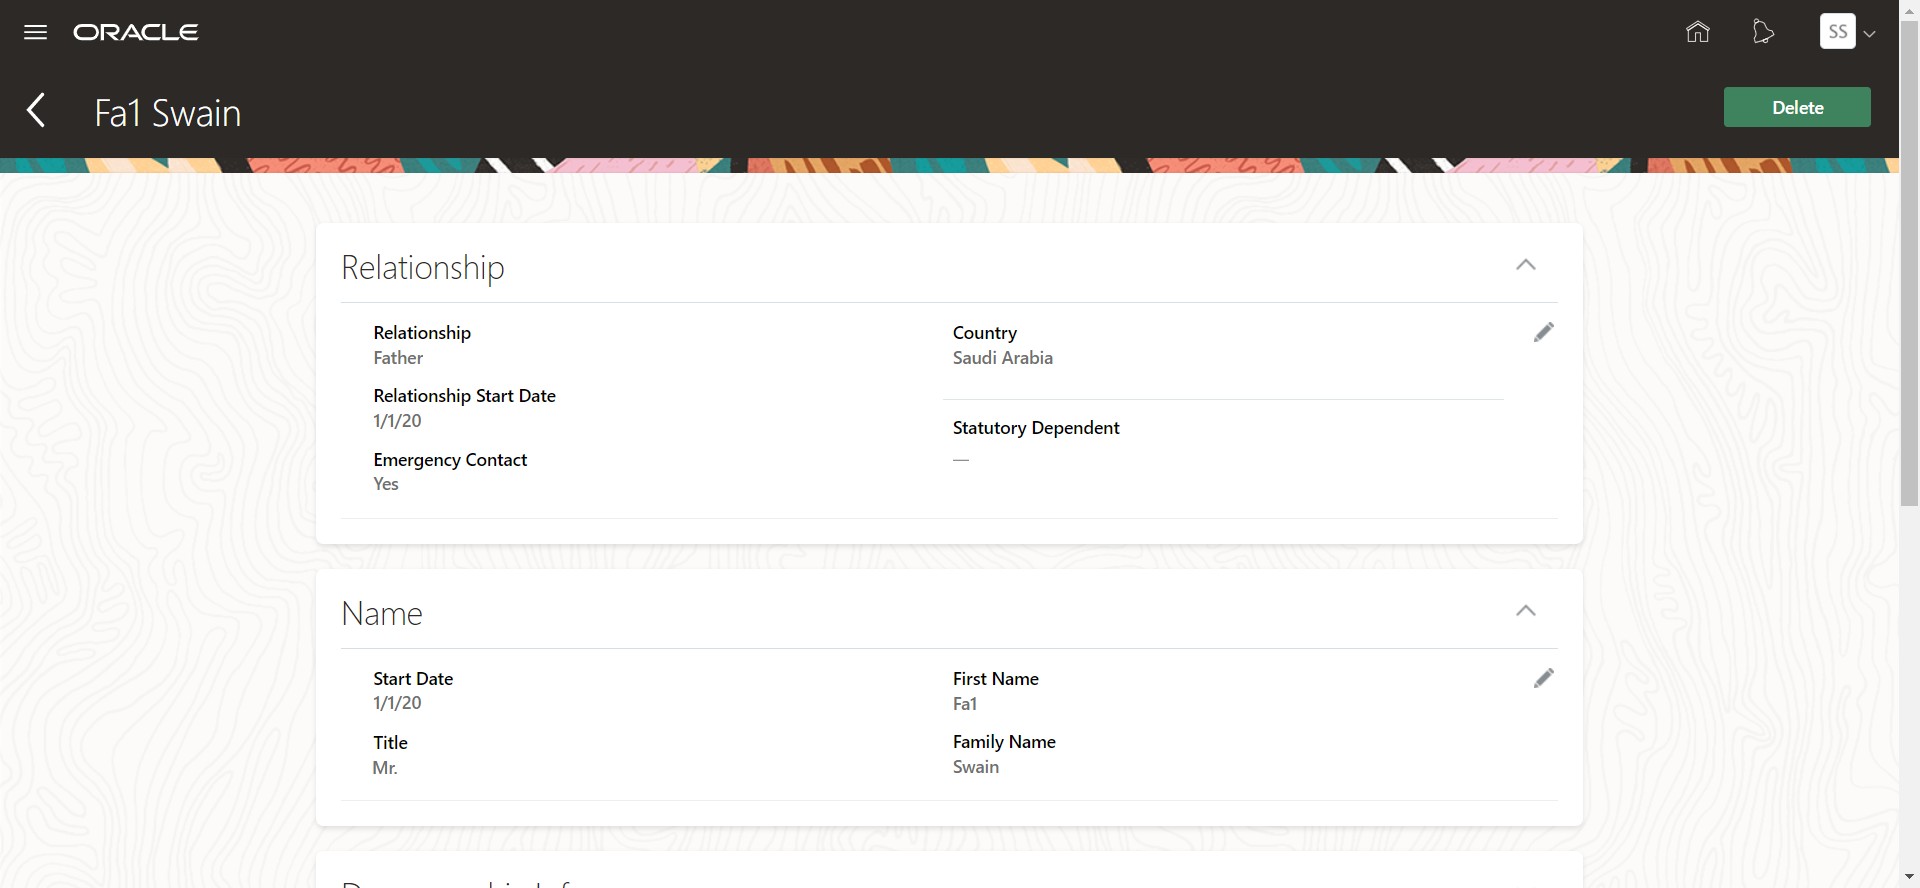 ORACLE
SS
Fa1 Swain
Delete
Relationship
Relationship
Father
Country
Saudi Arabia
Relationship Start Date
1/1/20
Statutory Dependent
—
Emergency Contact
Yes
Name
Start Date
1/1/20
First Name
Fa1
Title
Mr.
Family Name
Swain